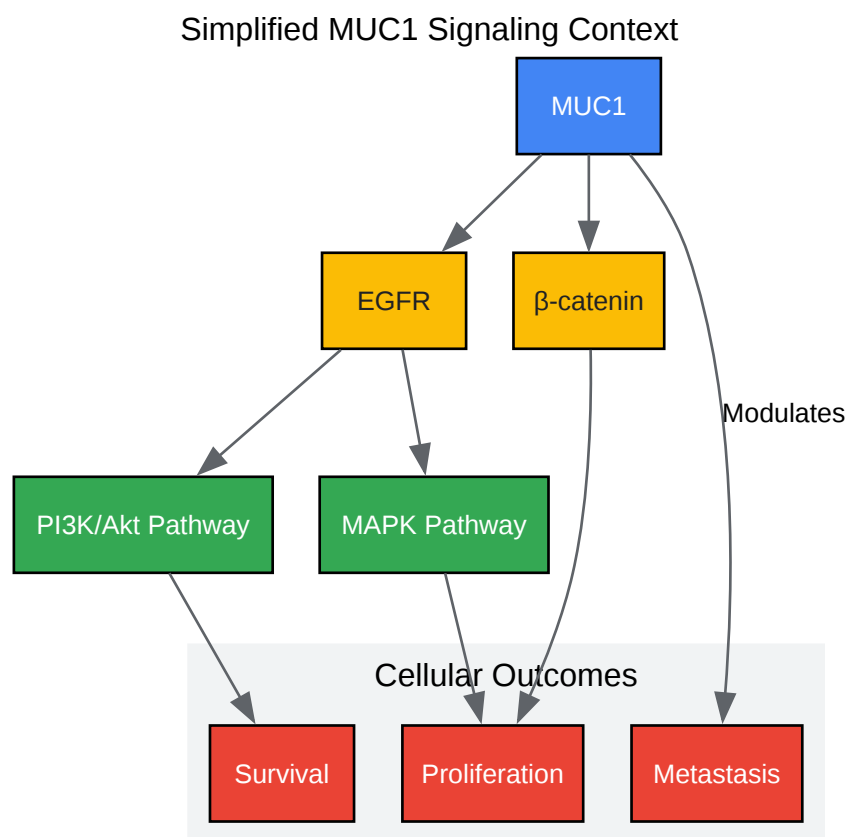 Simplified MUC1 Signaling Context
MUC1
EGFR
β-catenin
Modulates
PI3K/Akt Pathway
MAPK Pathway
Cellular Outcomes
Survival
Proliferation
Metastasis